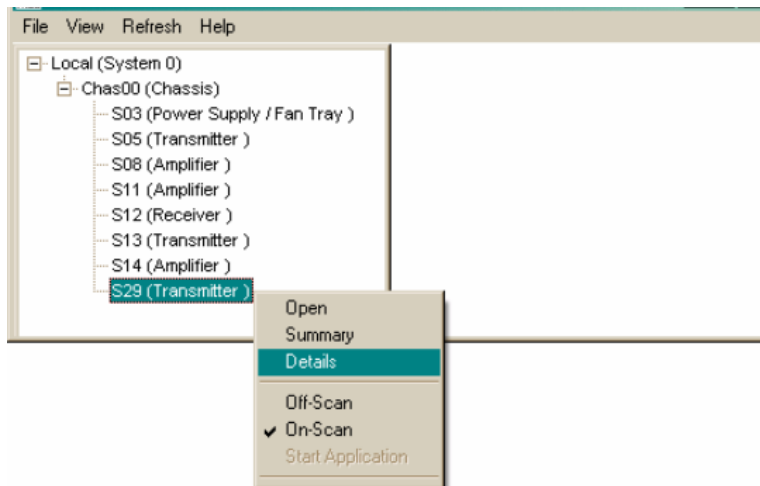 File View Refresh Help
Local (System 0)
Chas00 (Chassis)
S03 (Power Supply / Fan Tray )
S05 (Transmitter )
S08 (Amplifier )
S11 (Amplifier )
S12 (Receiver )
S13 (Transmitter )
S14 (Amplifier )
S29 (Transmitter )
Open
Summary
Details
Off-Scan
On-Scan
Start Application